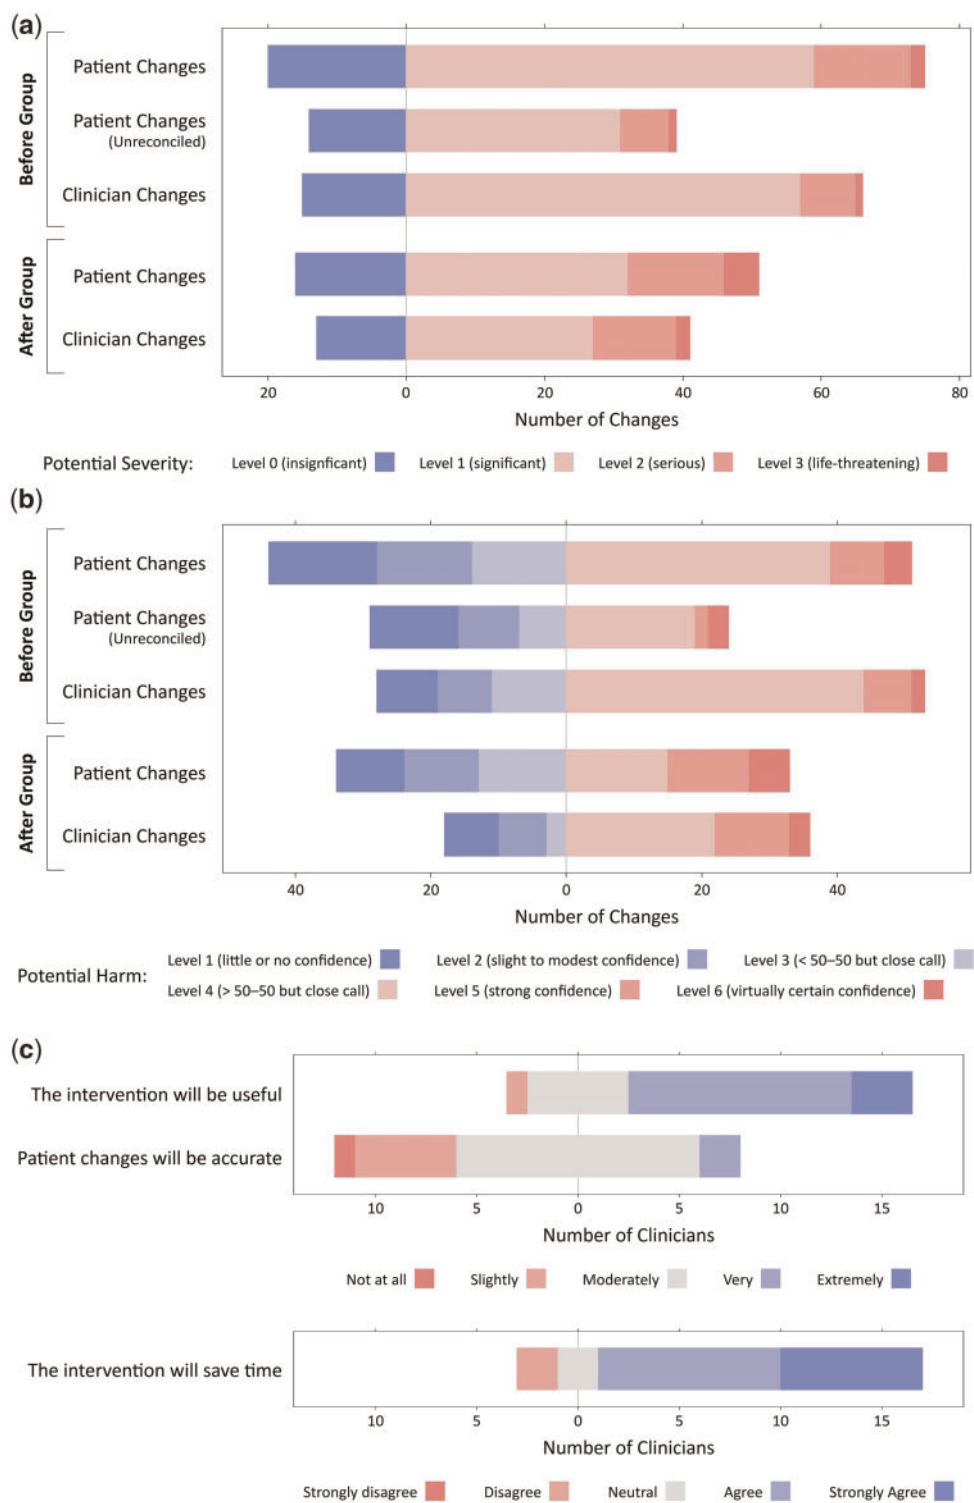 (a)
Before Group
Patient Changes
Patient Changes
(Unreconciled)
Clinician Changes
After Group
Patient Changes
Clinician Changes
20 0 20 40 60 80
Number of Changes
Potential Severity: Level 0 (insignficant) Level 1 (significant) Level 2 (serious) Level 3 (life-threatening)
(b)
Before Group
Patient Changes
Patient Changes
(Unreconciled)
Clinician Changes
After Group
Patient Changes
Clinician Changes
40 20 0 20 40
Number of Changes
Potential Harm:
Level 1 (little or no confidence) Level 2 (slight to modest confidence) Level 3 (< 50–50 but close call)
Level 4 (> 50–50 but close call) Level 5 (strong confidence) Level 6 (virtually certain confidence)
(c)
The intervention will be useful
Patient changes will be accurate
10 5 0 5 10 15
Number of Clinicians
Not at all Slightly Moderately Very Extremely
The intervention will save time
10 5 0 5 10 15
Number of Clinicians
Strongly disagree Disagree Neutral Agree Strongly Agree